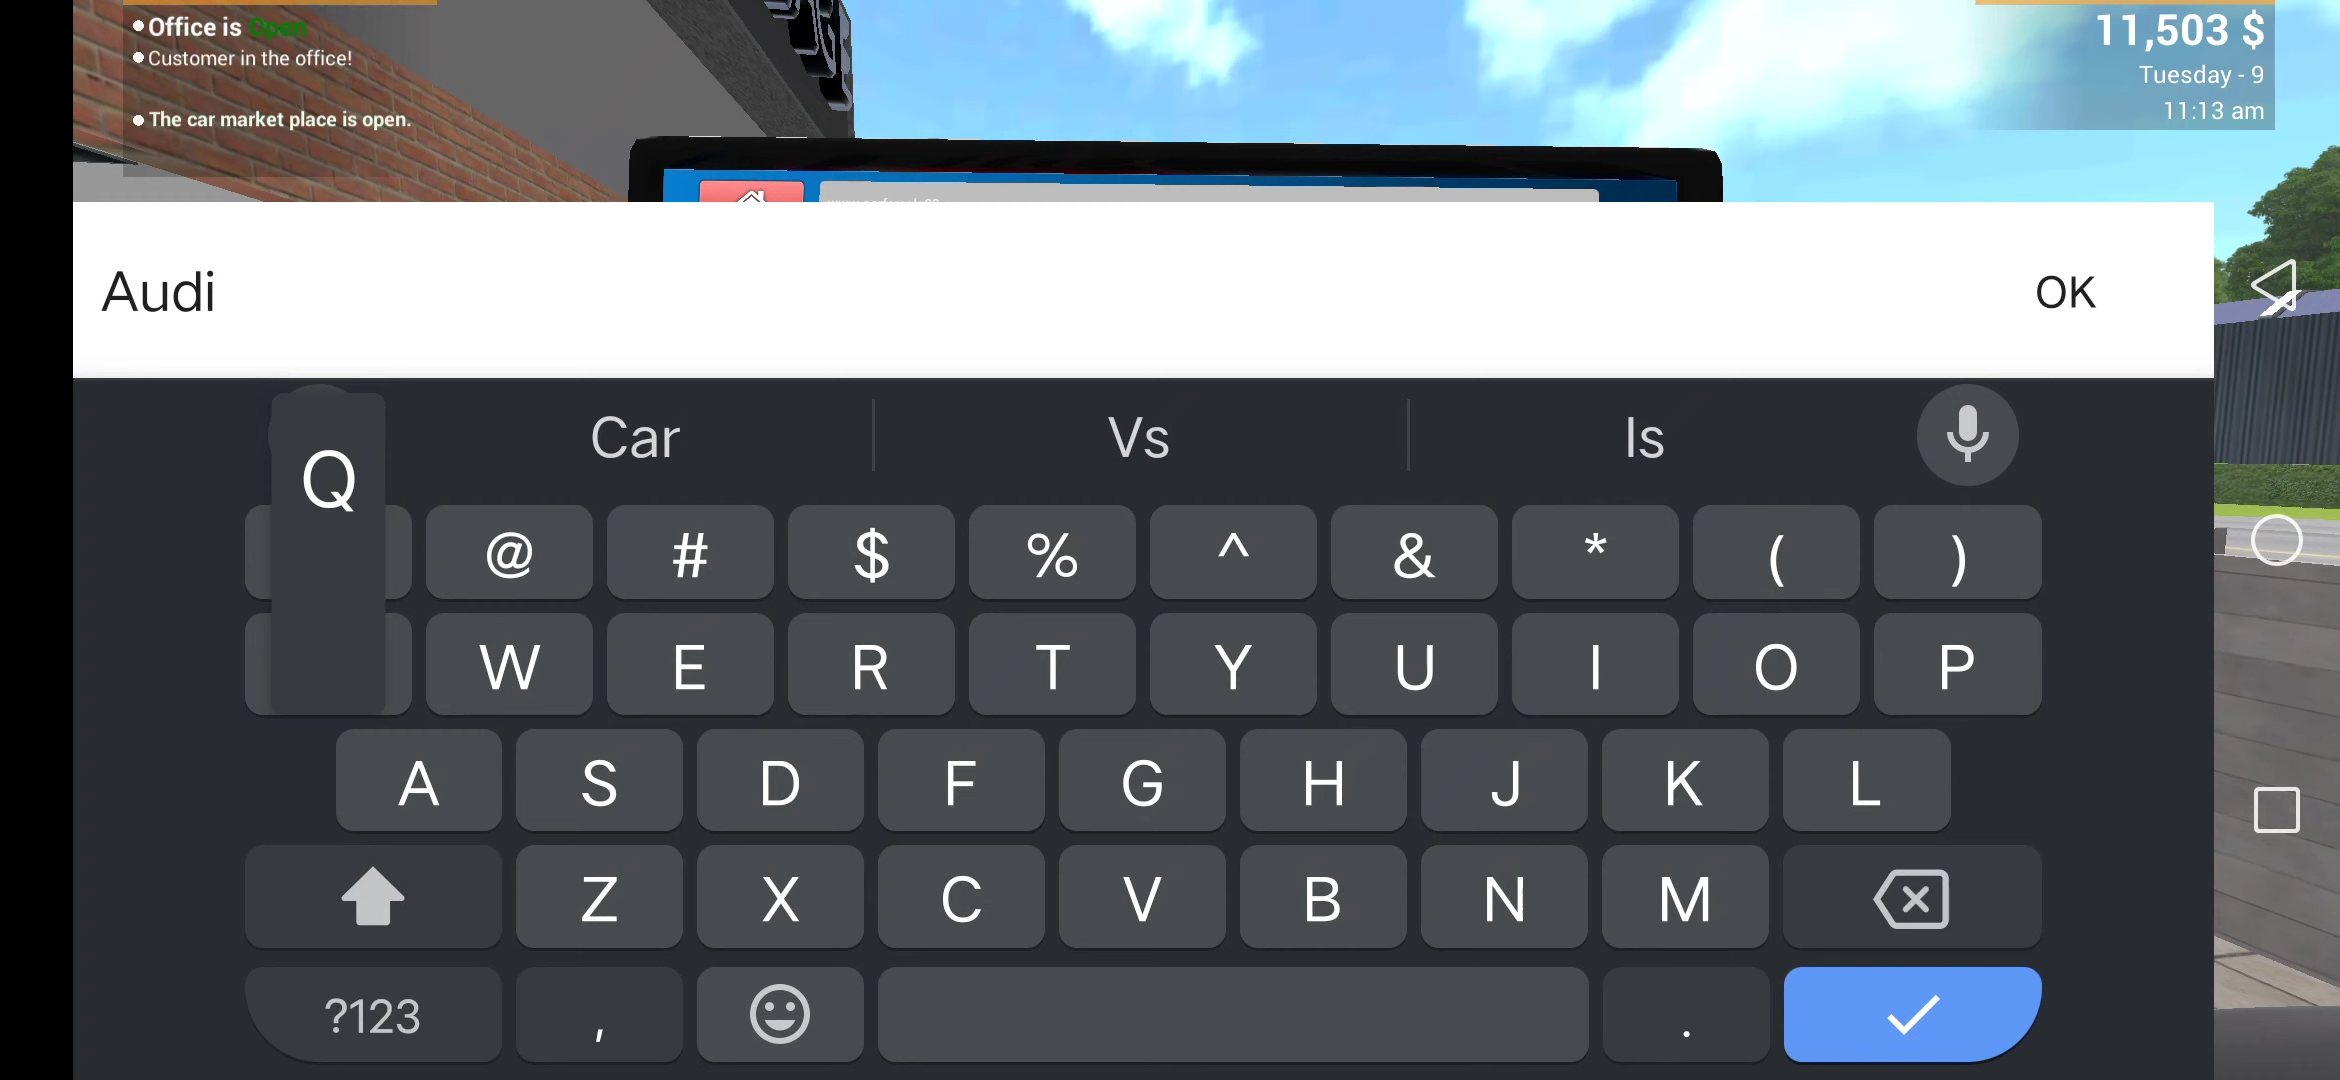 Office is Open
Customer in the office!
The car market place is open.
11,503 $
Tuesday - 9
11:13 am
Audi
OK
Car
Vs
Is
Q
@ # $ % ^ & * ( )
W E R T Y U I O P
A S D F G H J K L
Z X C V B N M
?123 , .